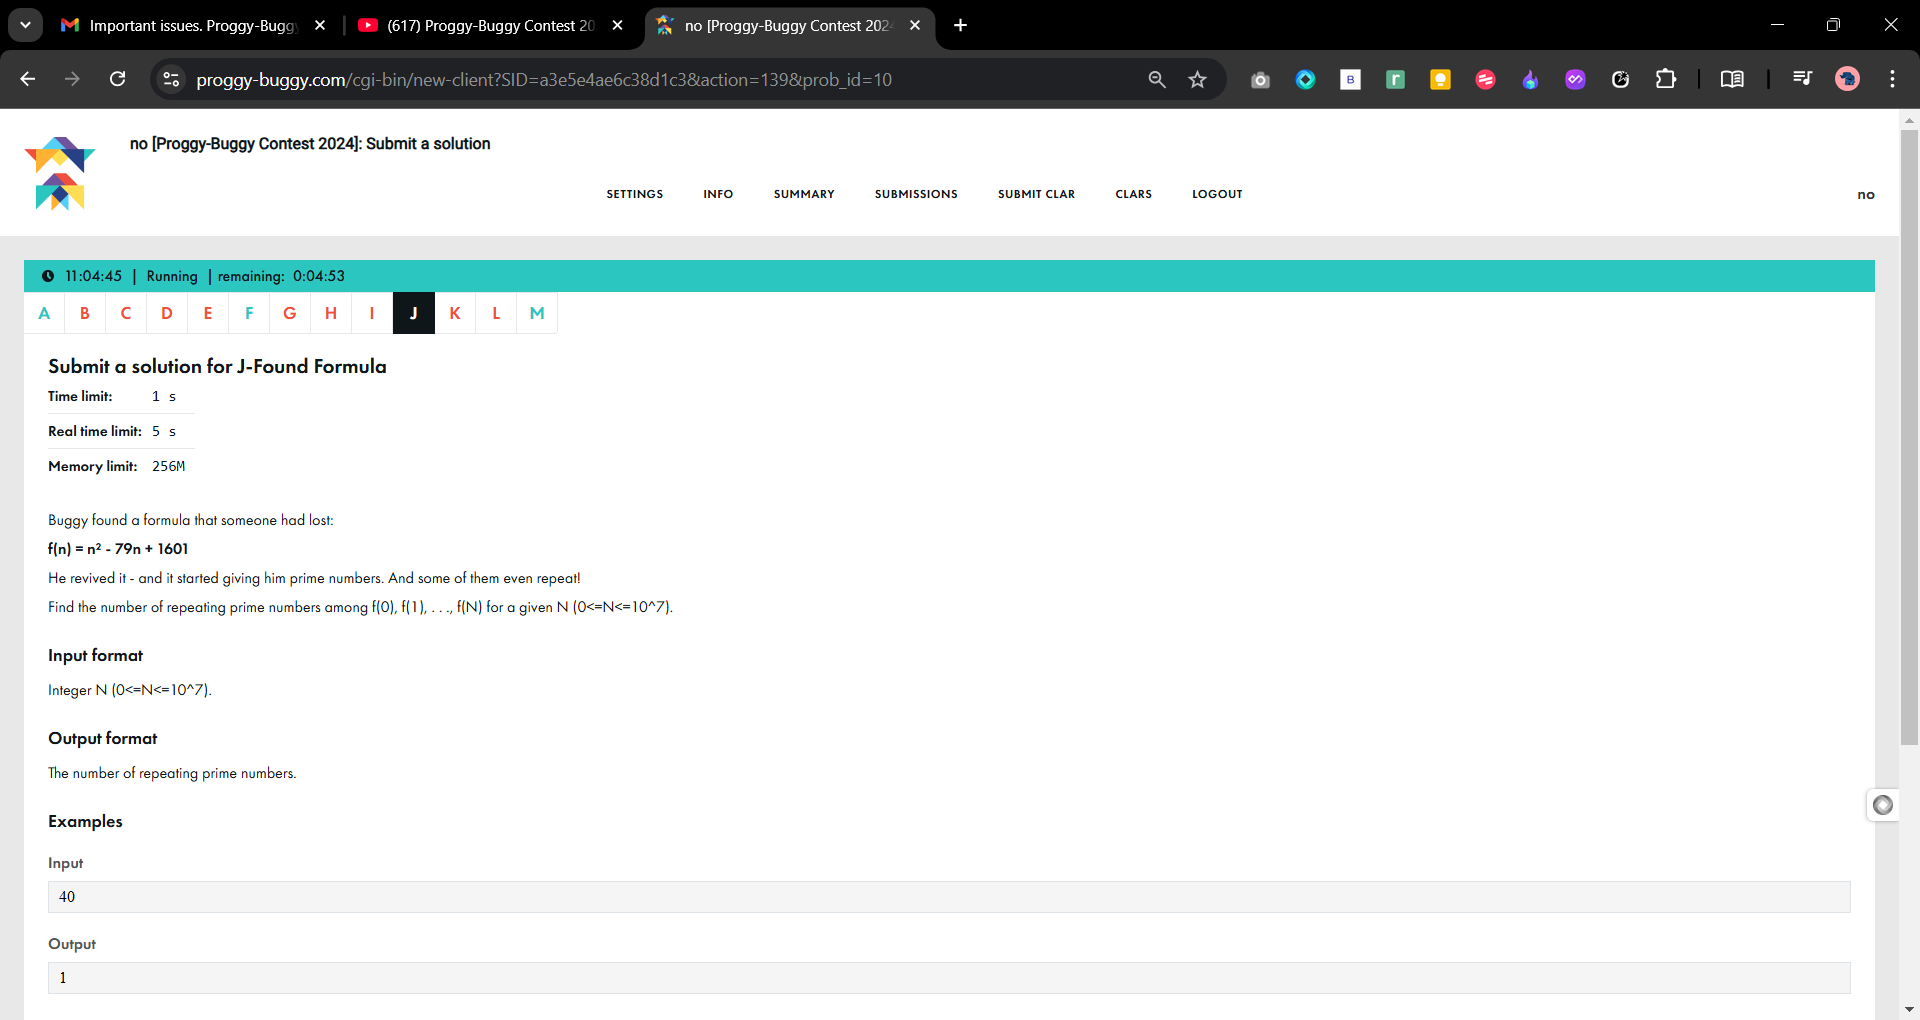 Important issues. Proggy-Bugg
(617) Proggy-Buggy Contest 20
no [Proggy-Buggy Contest 202
proggy-buggy.com/cgi-bin/new-client?SID=a3e5e4ae6c38d1c3&action=139&prob_id=10
no [Proggy-Buggy Contest 2024]: Submit a solution
SETTINGS INFO SUMMARY SUBMISSIONS SUBMIT CLAR CLARS LOGOUT no
11:04:45 | Running | remaining: 0:04:53
A B C D E F G H I J K L M
Submit a solution for J-Found Formula
Time limit: 1 s
Real time limit: 5 s
Memory limit: 256M
Buggy found a formula that someone had lost:
f(n) = n² - 79n + 1601
He revived it - and it started giving him prime numbers. And some of them even repeat!
Find the number of repeating prime numbers among f(0), f(1), . . ., f(N) for a given N (0<=N<=10^7).
Input format
Integer N (0<=N<=10^7).
Output format
The number of repeating prime numbers.
Examples
Input
40
Output
1